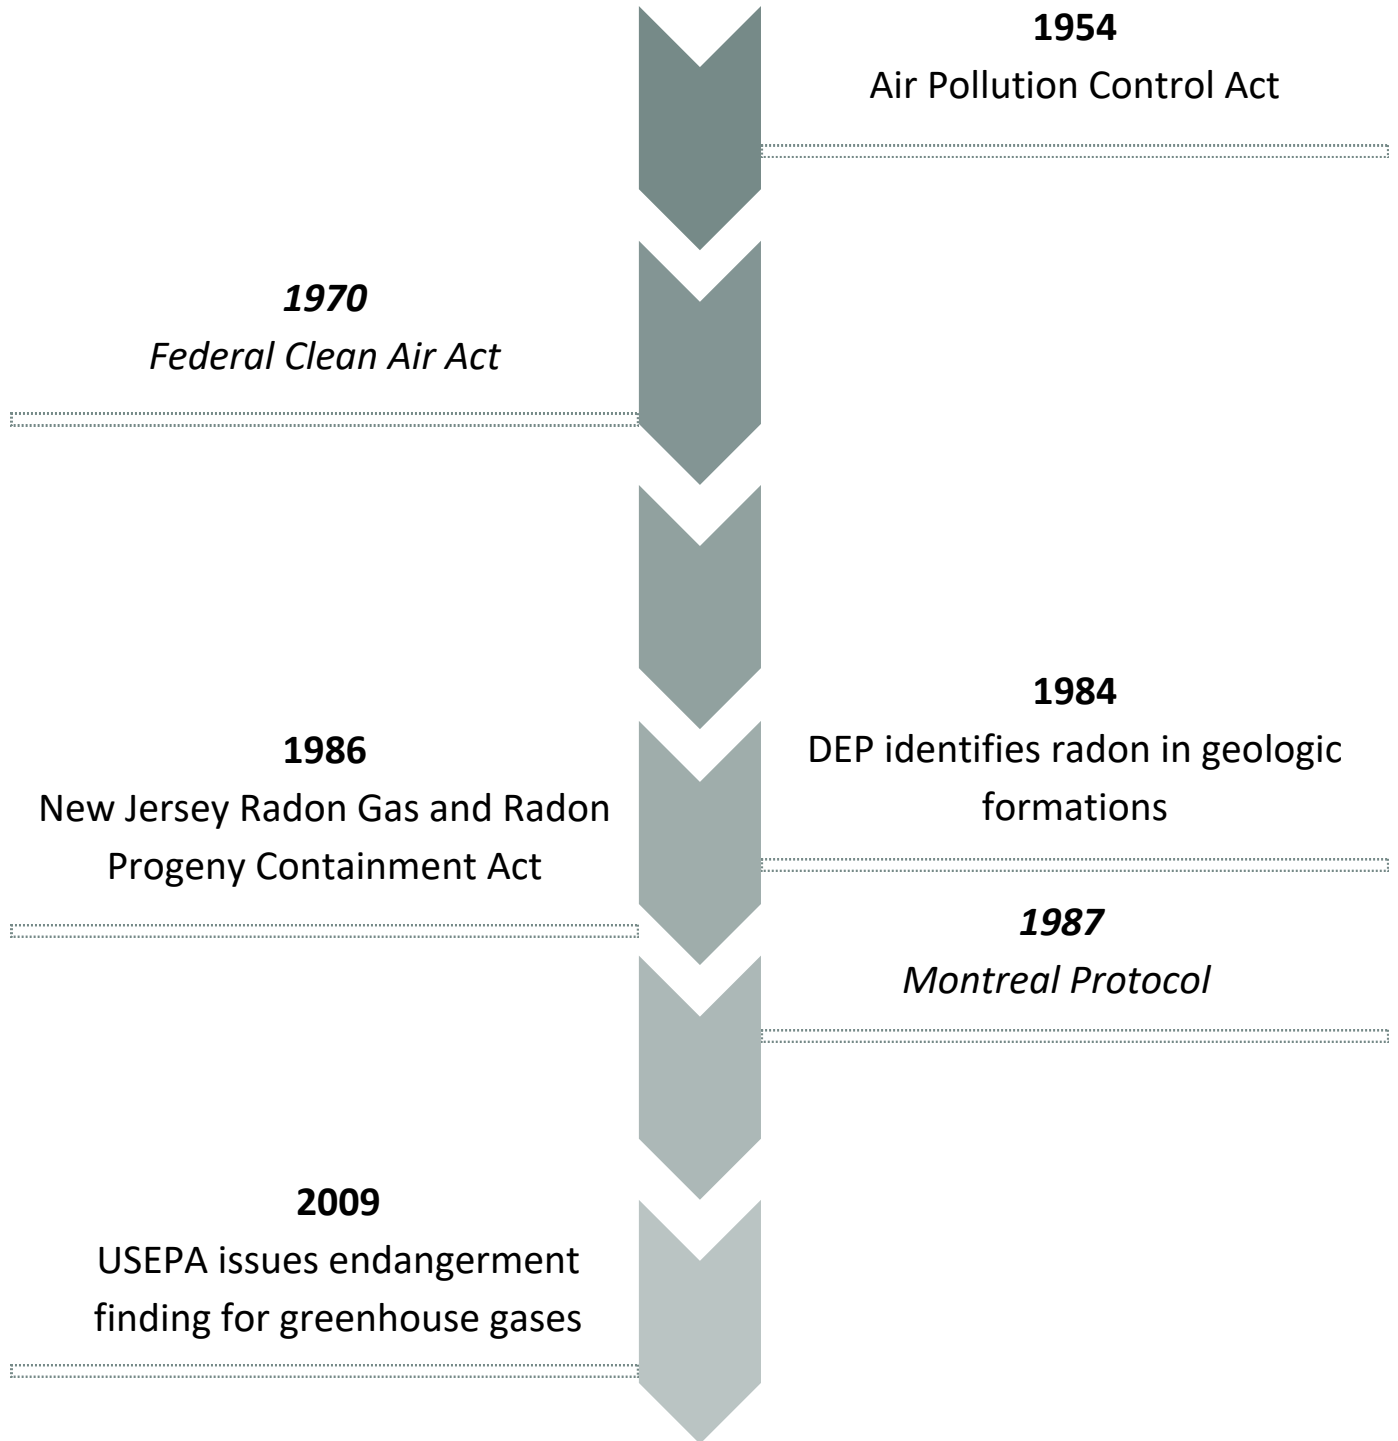 1954
Air Pollution Control Act
1970
Federal Clean Air Act
1984
DEP identifies radon in geologic
formations
1986
New Jersey Radon Gas and Radon
Progeny Containment Act
1987
Montreal Protocol
2009
USEPA issues endangerment
finding for greenhouse gases